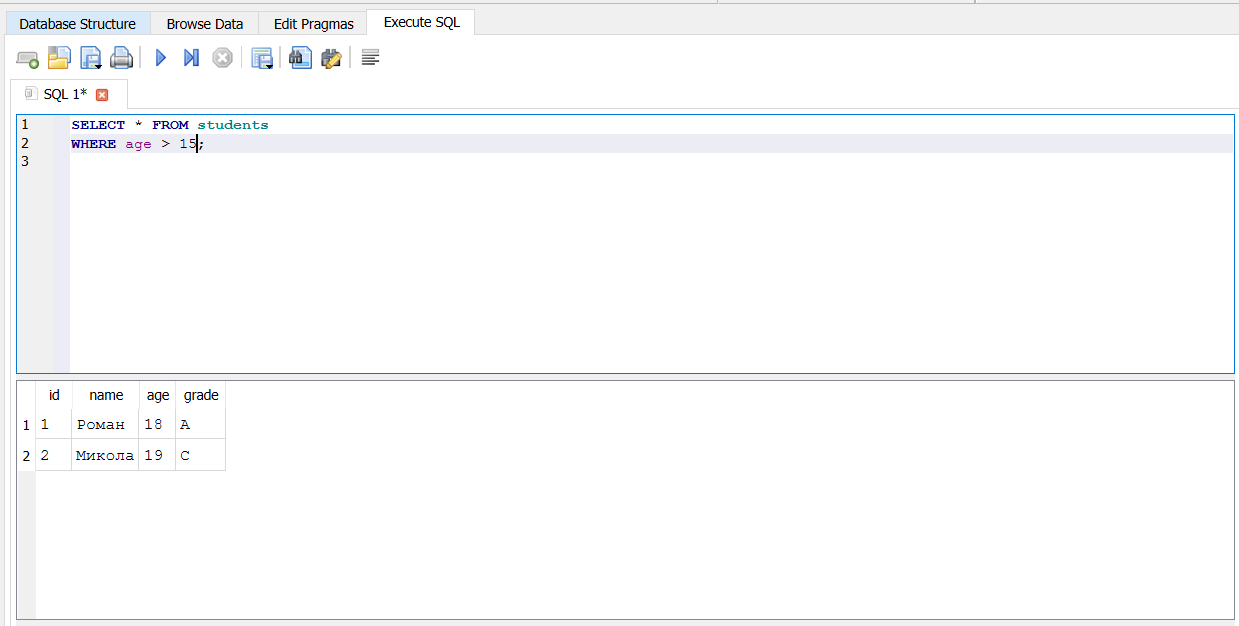 Database Structure Browse Data Edit Pragmas Execute SQL
SQL 1*
1 SELECT * FROM students
2 WHERE age > 15;
3
id name age grade
1 1 Роман 18 A
2 2 Микола 19 C